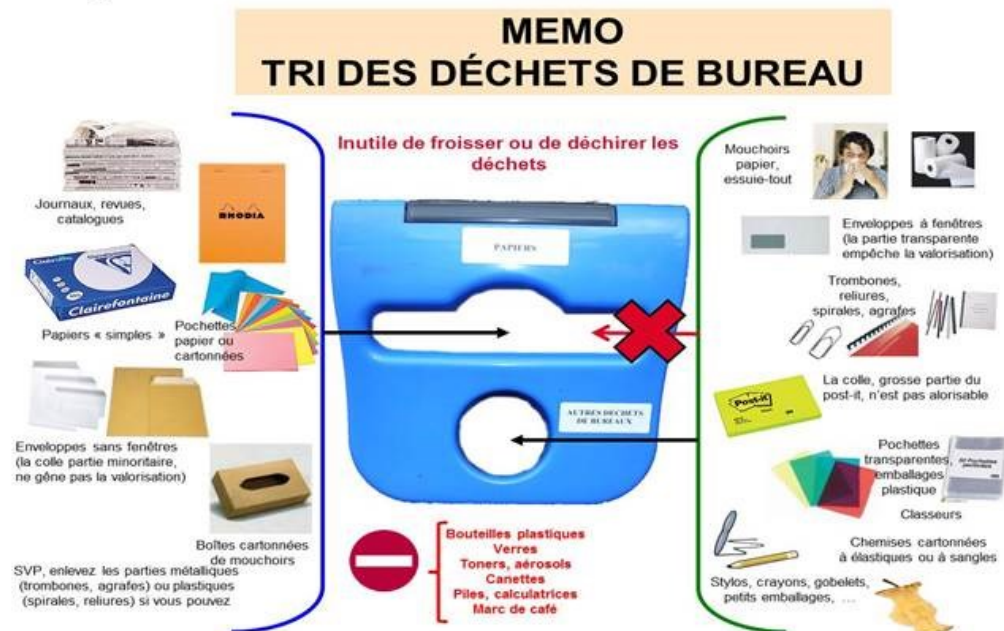 MEMO
TRI DES DÉCHETS DE BUREAU
Inutile de froisser ou de déchirer les
déchets
Journaux, revues,
catalogues
RHODIA
Clairefontaine
Papiers « simples »
Pochettes
papier ou
cartonnées
Enveloppes sans fenêtres
(la colle partie minoritaire,
ne gêne pas la valorisation)
Boîtes cartonnées
de mouchoirs
SVP, enlevez les parties métalliques
(trombones, agrafes) ou plastiques
(spirales, reliures) si vous pouvez
PAPIERS
AUTRES DECHETS
DE BUREAUX
Bouteilles plastiques
Verres
Toners, aérosols
Canettes
Piles, calculatrices
Marc de café
Mouchoirs
papier,
essuie-tout
Enveloppes à fenêtres
(la partie transparente
empêche la valorisation)
Trombones,
reliures,
spirales, agrafes
Post-it
La colle, grosse partie du
post-it, n'est pas alorisable
Pochettes
transparentes,
emballages
plastique
Classeurs
Chemises cartonnées
à élastiques ou à sangles
Stylos, crayons, gobelets,
petits emballages, …